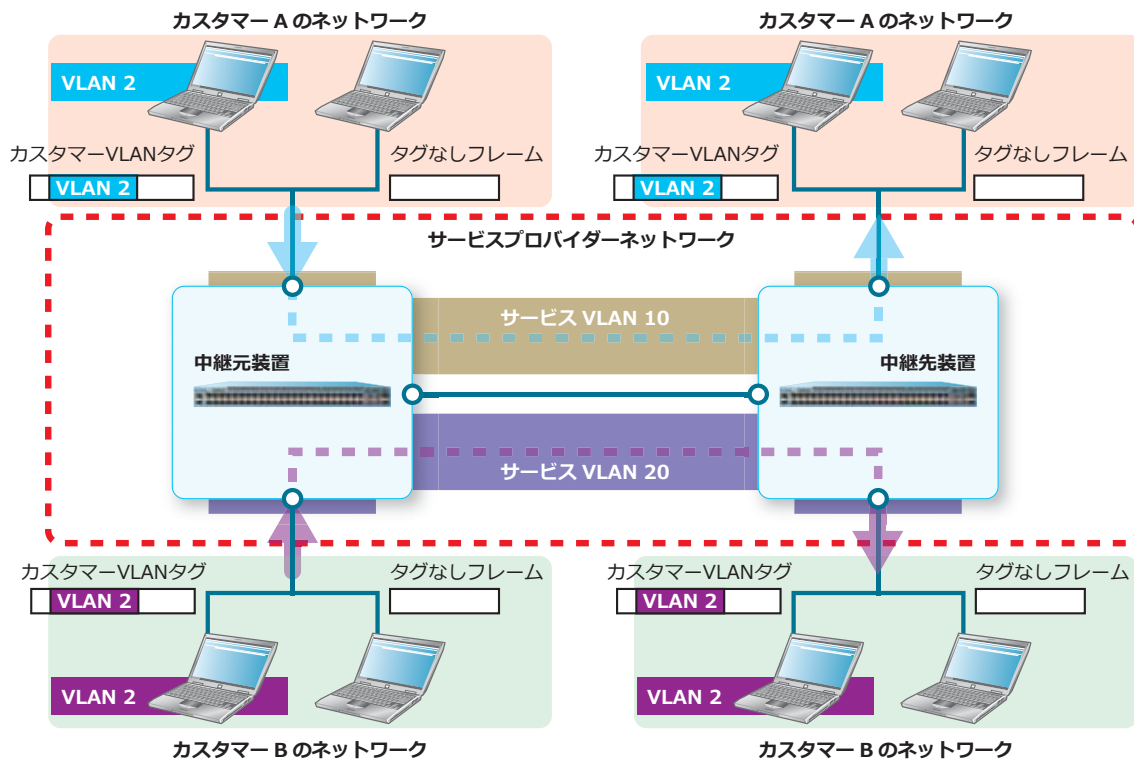 カスタマー A のネットワーク
カスタマー A のネットワーク
VLAN 2
VLAN 2
カスタマーVLANタグ
タグなしフレーム
カスタマーVLANタグ
タグなしフレーム
VLAN 2
VLAN 2
サービスプロバイダーネットワーク
サービス VLAN 10
中継元装置
中継先装置
サービス VLAN 20
カスタマーVLANタグ
タグなしフレーム
カスタマーVLANタグ
タグなしフレーム
VLAN 2
VLAN 2
VLAN 2
VLAN 2
カスタマー B のネットワーク
カスタマー B のネットワーク